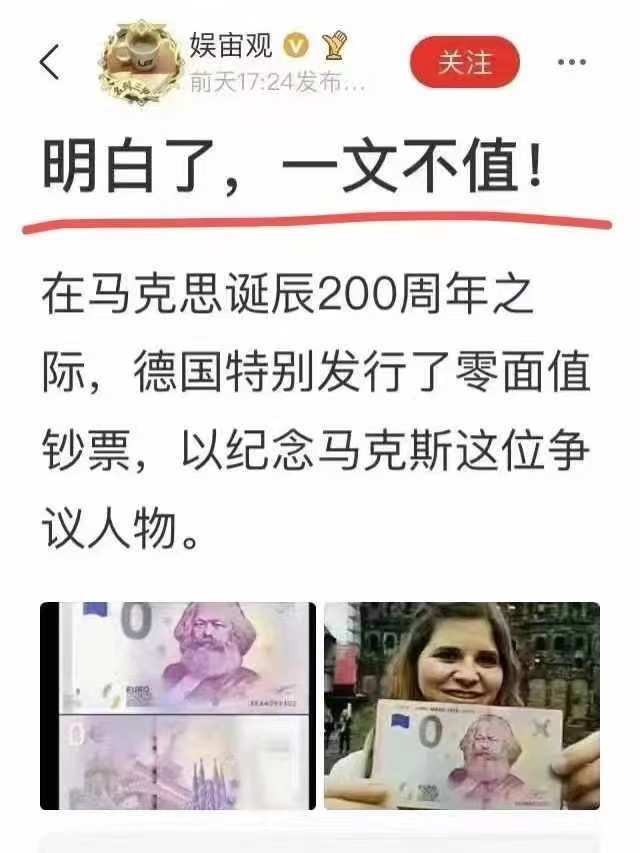 娱宙观
关注
前天17:24发布...
明白了，一文不值！
在马克思诞辰200周年之
际，德国特别发行了零面值
钞票，以纪念马克斯这位争
议人物。
0
EURO
0
0
EURO